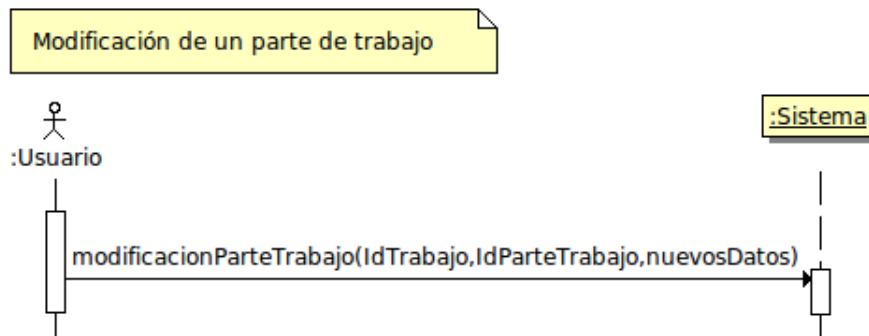 Modificación de un parte de trabajo
:Sistema
:Usuario
modificacionParteTrabajo(IdTrabajo,IdParteTrabajo,nuevosDatos)